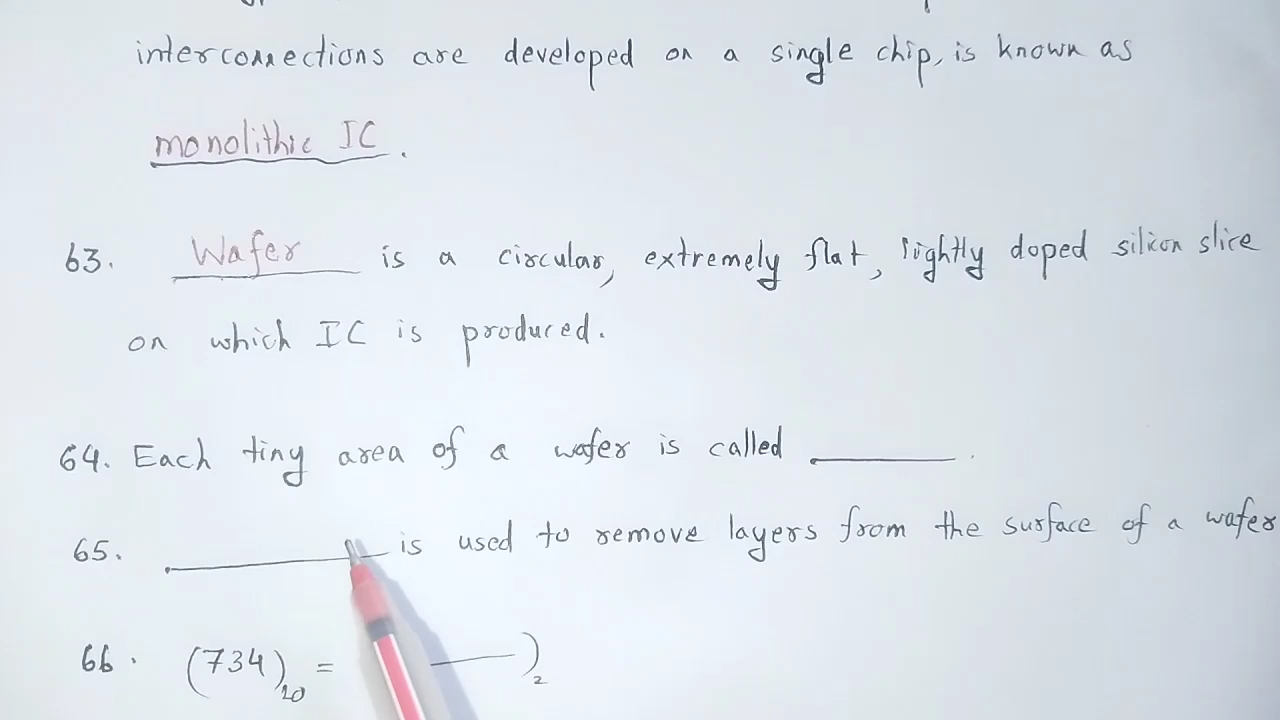 interconnections are developed on a single chip, is known as
monolithic IC.
63. Wafer is a circular, extremely flat, lightly doped silicon slice
on which IC is produced.
64. Each tiny area of a wafer is called ______.
65. ______ is used to remove layers from the surface of a wafer
66. (734)10 = ______)2